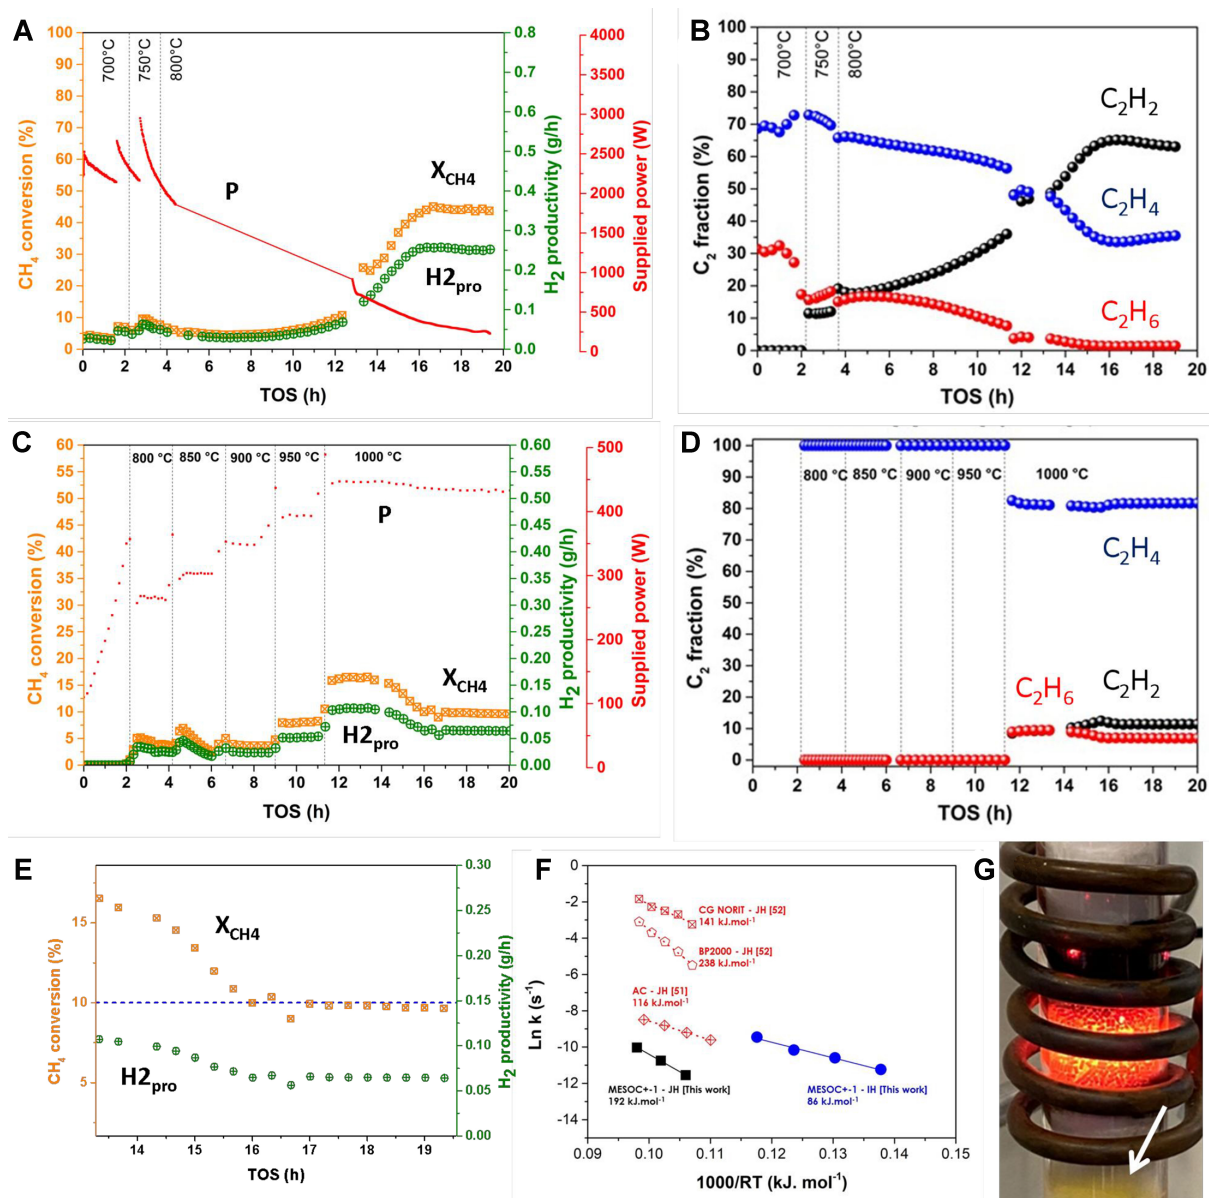 A
CH4 conversion (%)
100
90
80
70
60
50
40
30
20
10
0
700°C
750°C
800°C
P
XCH4
H2pro
0 2 4 6 8 10 12 14 16 18 20
TOS (h)
0.8
0.7
0.6
0.5
0.4
0.3
0.2
0.1
0.0
H2 productivity (g/h)
4000
3500
3000
2500
2000
1500
1000
500
0
Supplied power (W)
B
C2 fraction (%)
100
90
80
70
60
50
40
30
20
10
0
700°C
750°C
800°C
C2H2
C2H4
C2H6
0 2 4 6 8 10 12 14 16 18 20
TOS (h)
C
CH4 conversion (%)
60
55
50
45
40
35
30
25
20
15
10
5
0
800 °C 850 °C 900 °C 950 °C 1000 °C
P
XCH4
H2pro
0 2 4 6 8 10 12 14 16 18 20
TOS (h)
0.60
0.55
0.50
0.45
0.40
0.35
0.30
0.25
0.20
0.15
0.10
0.05
0.00
H2 productivity (g/h)
500
400
300
200
100
0
Supplied power (W)
D
C2 fraction (%)
100
90
80
70
60
50
40
30
20
10
0
800 °C 850 °C 900 °C 950 °C 1000 °C
C2H4
C2H6 C2H2
0 2 4 6 8 10 12 14 16 18 20
TOS (h)
E
CH4 conversion (%)
15
10
5
XCH4
H2pro
14 15 16 17 18 19
TOS (h)
0.30
0.25
0.20
0.15
0.10
0.05
0.00
H2 productivity (g/h)
F
Ln k (s-1)
0
-2
-4
-6
-8
-10
-12
-14
CG NORIT - JH [52]
141 kJ.mol-1
BP2000 - JH [52]
238 kJ.mol-1
AC - JH [51]
116 kJ.mol-1
MESOC+-1 - JH [This work]
192 kJ.mol-1
MESOC+-1 - IH [This work]
86 kJ.mol-1
0.09 0.10 0.11 0.12 0.13 0.14 0.15
1000/RT (kJ. mol-1)
G